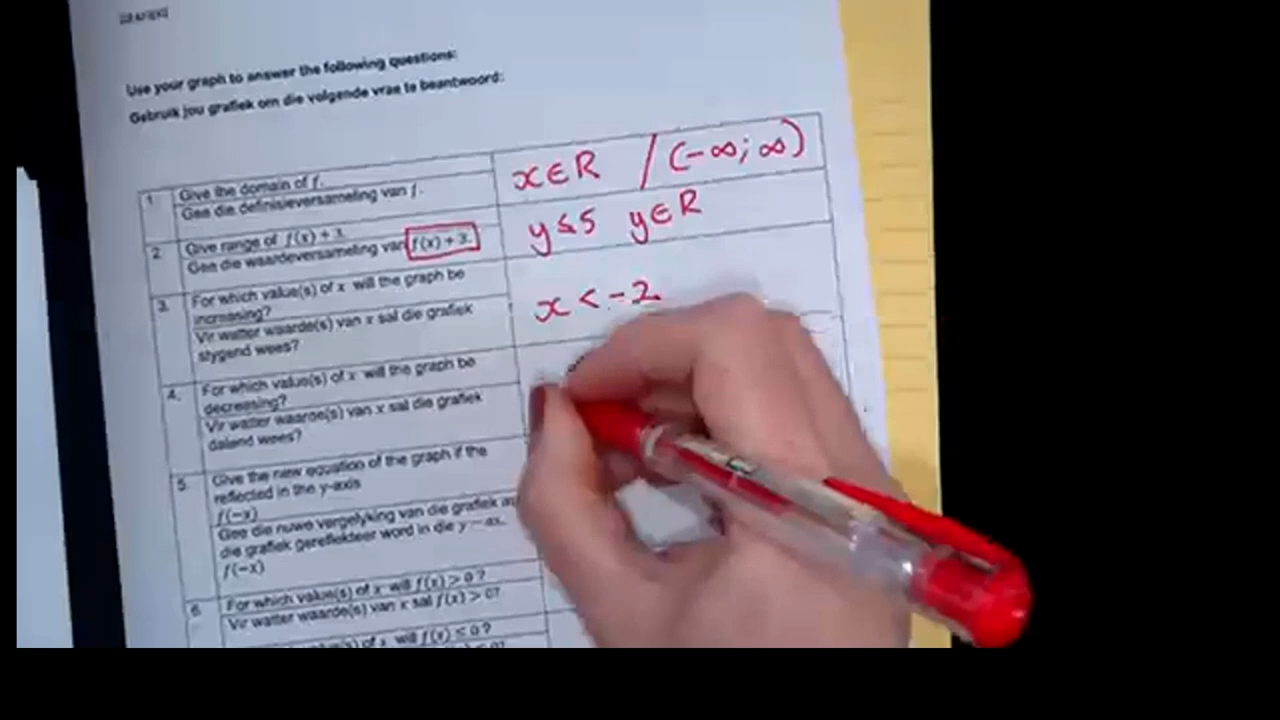 GRAFIEKE
Use your graph to answer the following questions:
Gebruik jou grafiek om die volgende vrae te beantwoord:
1. Give the domain of f.
Gee die definisieversameling van f.
x ∈ R / (-∞; ∞)
2. Give range of f(x) + 3.
Gee die waardeversameling van f(x) + 3.
y ≤ 5 y ∈ R
3. For which value(s) of x will the graph be
increasing?
Vir watter waarde(s) van x sal die grafiek
stygend wees?
x < -2
4. For which value(s) of x will the graph be
decreasing?
Vir watter waarde(s) van x sal die grafiek
dalend wees?
5. Give the new equation of the graph if the
reflected in the y-axis
f(-x)
Gee die nuwe vergelyking van die grafiek as
die grafiek gereflekteer word in die y - as.
f(-x)
6. For which value(s) of x will f(x) > 0?
Vir watter waarde(s) van x sal f(x) > 0?
of x will f(x) ≤ 0?